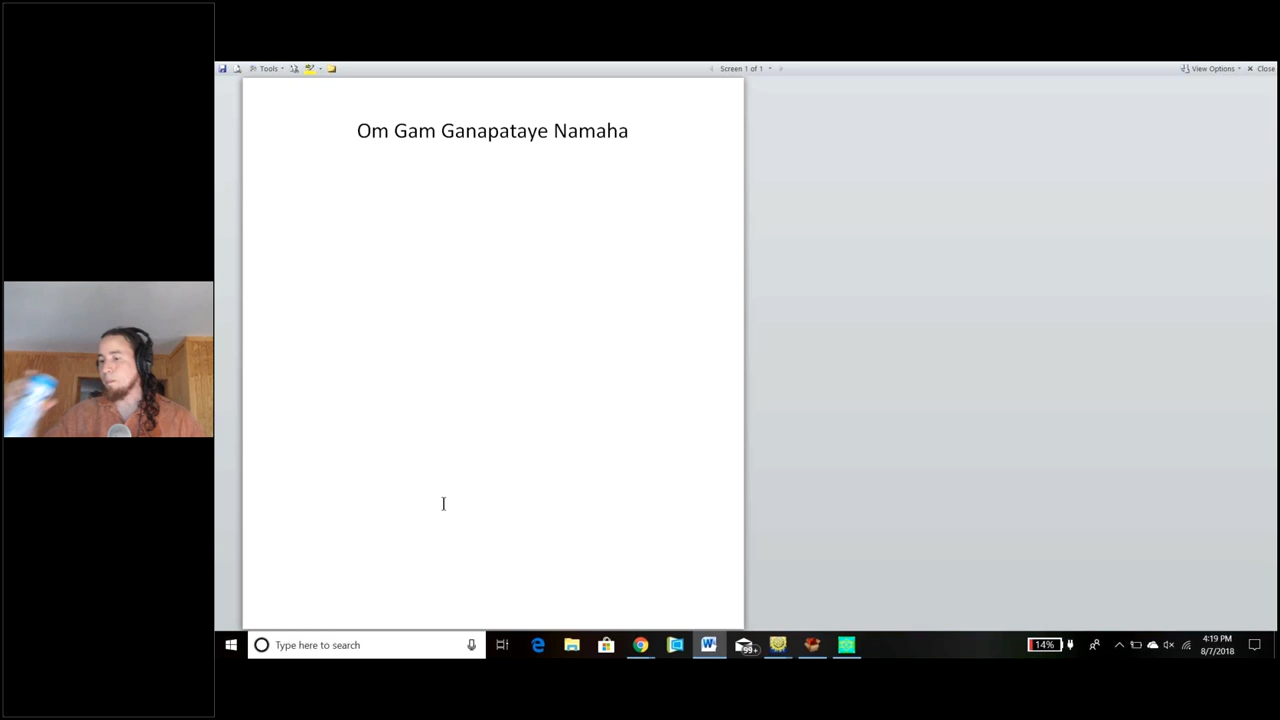 Tools
Screen 1 of 1
View Options
Close
Om Gam Ganapataye Namaha
Type here to search
99+
14%
4:19 PM
8/7/2018